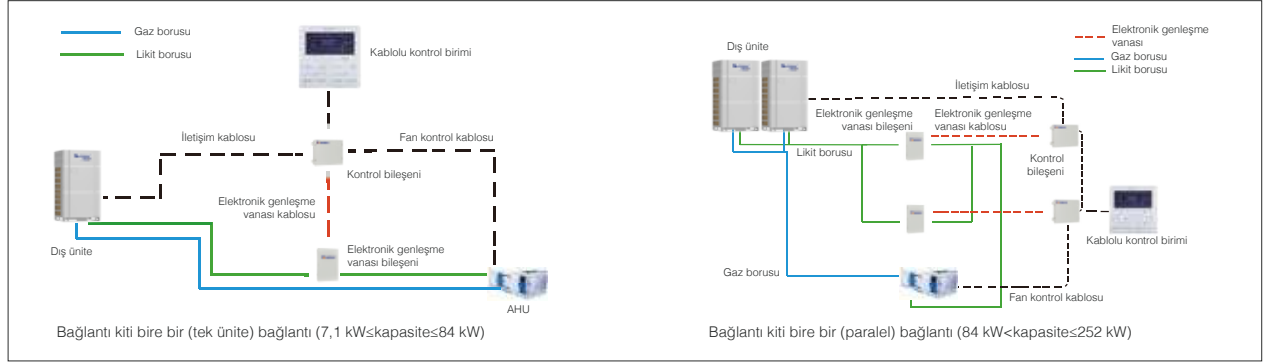 Gaz borusu
Likit borusu
Kablolu kontrol birimi
İletişim kablosu
Fan kontrol kablosu
Kontrol bileşeni
Elektronik genleşme
vanası kablosu
Dış ünite
Elektronik genleşme
vanası bileşeni
AHU
Bağlantı kiti bire bir (tek ünite) bağlantı (7,1 kW≤kapasite≤84 kW)
Elektronik genleşme
vanası
Gaz borusu
Likit borusu
Dış ünite
İletişim kablosu
Elektronik genleşme
vanası bileşeni
Elektronik genleşme
vanası kablosu
Likit borusu
Kontrol
bileşeni
Kablolu kontrol birimi
Gaz borusu
Fan kontrol kablosu
Bağlantı kiti bire bir (paralel) bağlantı (84 kW<kapasite≤252 kW)